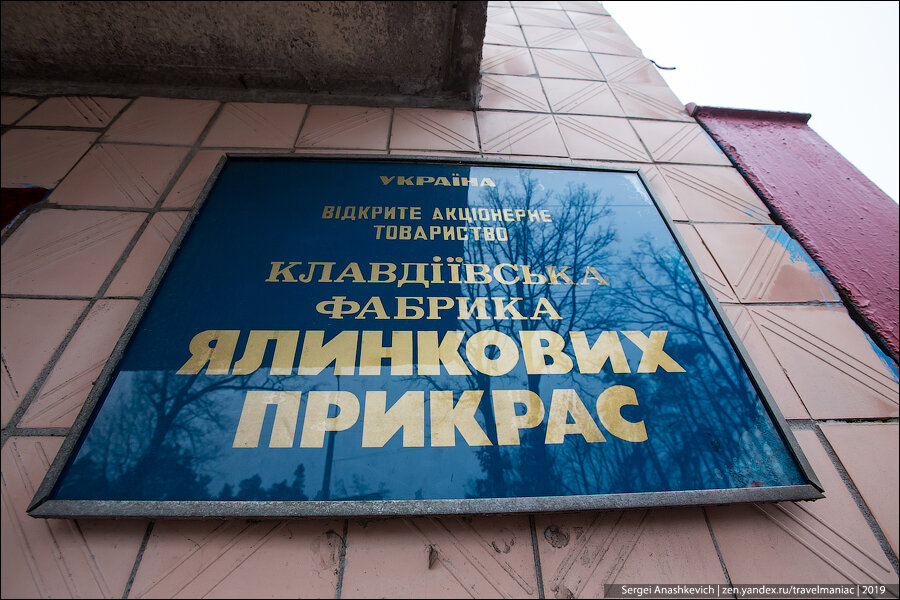 УКРАЇНА
ВІДКРИТЕ АКЦІОНЕРНЕ
ТОВАРИСТВО
КЛАВДІЇВСЬКА
ФАБРИКА
ЯЛИНКОВИХ
ПРИКРАС
Sergei Anashkevich | zen.yandex.ru/travelmaniac | 2019